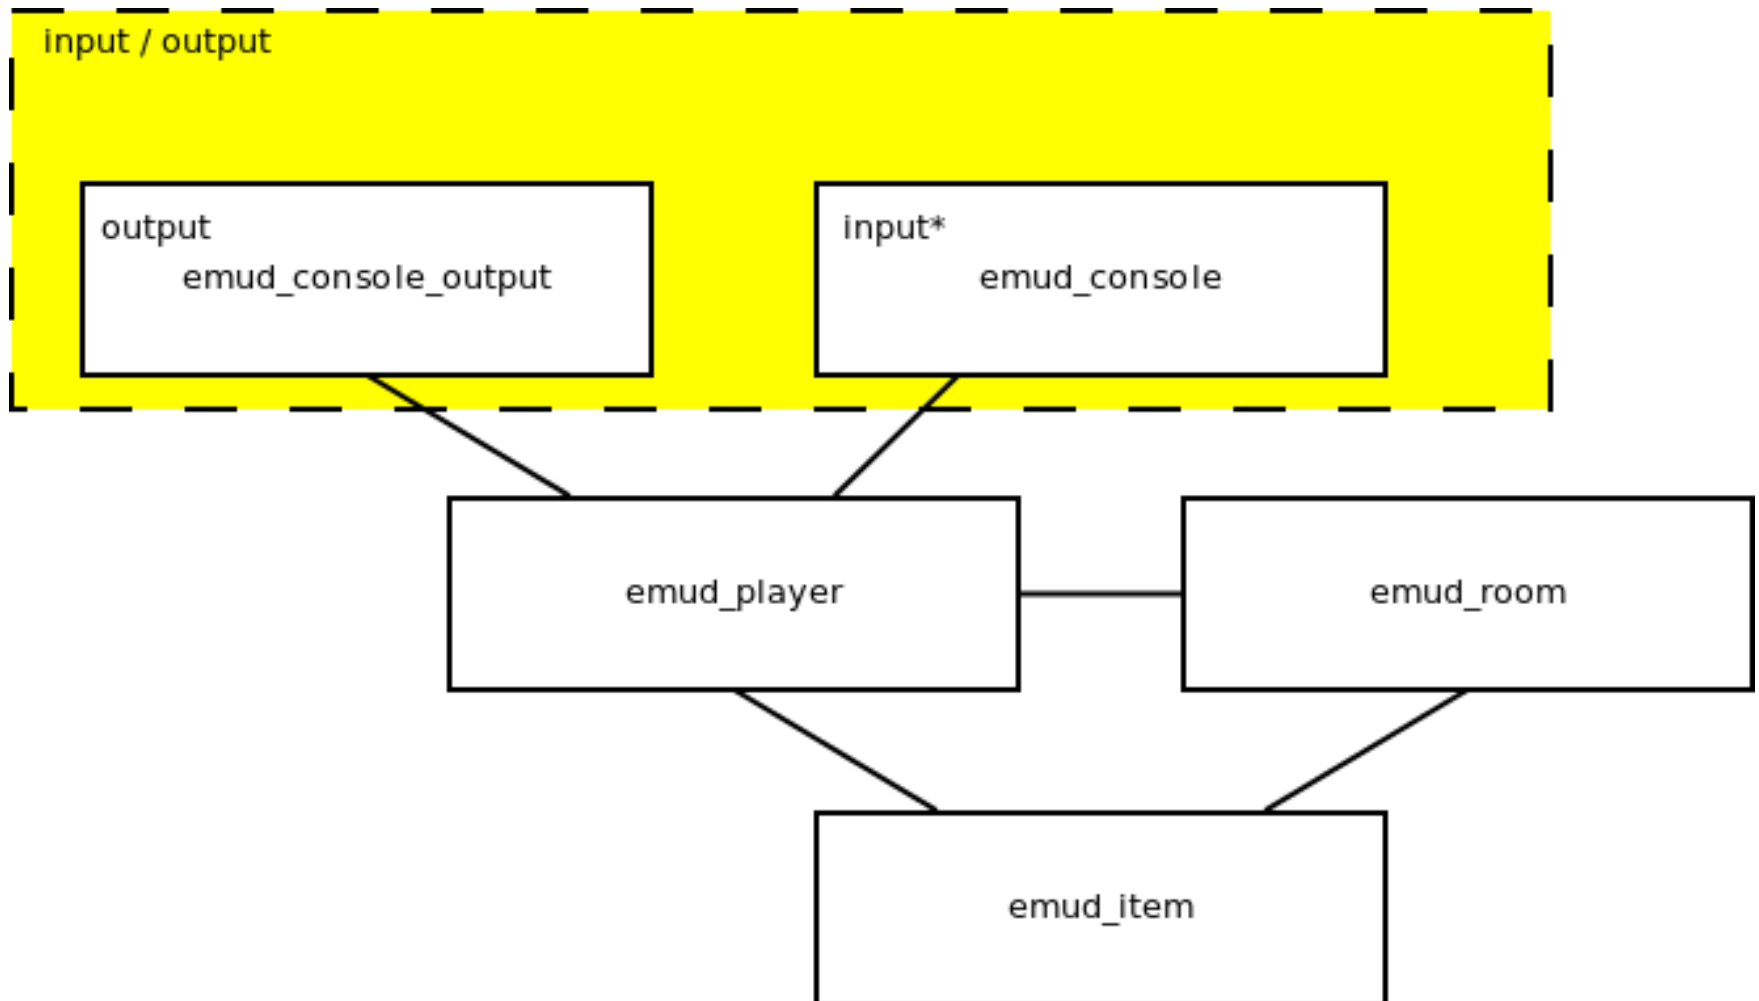 input / output
output
emud_console_output
input*
emud_console
emud_player
emud_room
emud_item